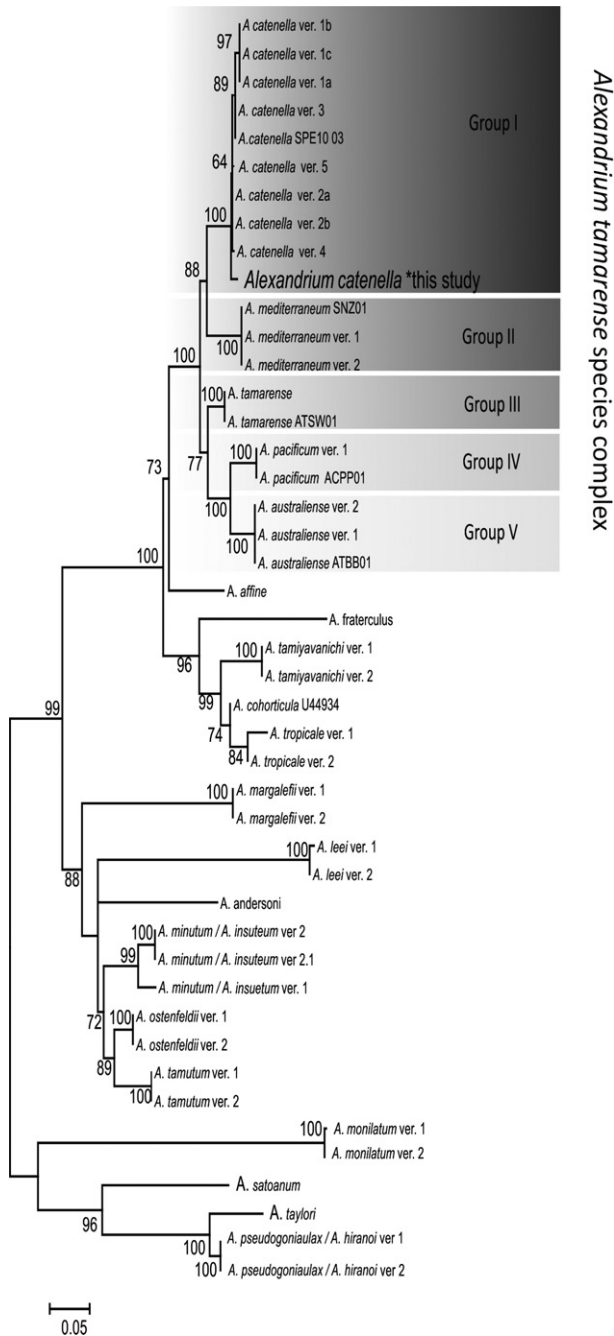 97
A catenella ver. 1b
A. catenella ver. 1c
89
A. catenella ver. 1a
A. catenella ver. 3
A.catenella SPE10 03
Group I
64
A. catenella ver. 5
A. catenella ver. 2a
100
A. catenella ver. 2b
A. catenella ver. 4
88
Alexandrium catenella *this study
A. mediterraneum SNZ01
A. mediterraneum ver. 1
Group II
100
A. mediterraneum ver. 2
100
100
A. tamarense
Group III
A. tamarense ATSW01
77
100
A. pacificum ver. 1
Group IV
A. pacificum ACPP01
73
100
A. australiense ver. 2
A. australiense ver. 1
Group V
100
A. australiense ATBB01
Alexandrium tamarense species complex
100
A. affine
A. fraterculus
100
A. tamiyavanichi ver. 1
96
A. tamiyavanichi ver. 2
99
A. cohorticula U44934
99
74
A. tropicale ver. 1
84
A. tropicale ver. 2
100
A. margalefii ver. 1
A. margalefii ver. 2
100
A. leei ver. 1
88
A. leei ver. 2
A. andersoni
100
A. minutum / A. insuteum ver 2
99
A. minutum / A. insuteum ver 2.1
A. minutum / A. insuetum ver. 1
72
100
A. ostenfeldii ver. 1
A. ostenfeldii ver. 2
89
A. tamutum ver. 1
100
A. tamutum ver. 2
100
A. monilatum ver. 1
A. monilatum ver. 2
A. satoanum
96
A. taylori
100
A. pseudogoniaulax / A. hiranoi ver 1
100
A. pseudogoniaulax / A. hiranoi ver 2
0.05